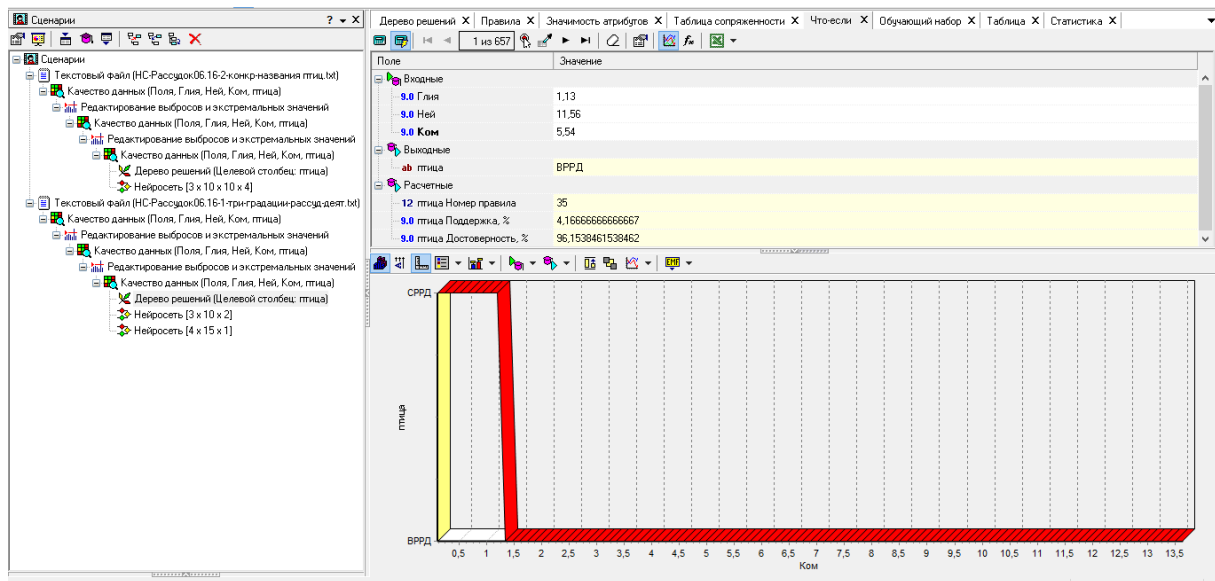 Сценарии
Сценарии
Текстовый файл (НС-Рассудок06.16-2-конкр-названия птиц.txt)
Качество данных (Поля, Глия, Ней, Ком, птица)
Редактирование выбросов и экстремальных значений
Качество данных (Поля, Глия, Ней, Ком, птица)
Редактирование выбросов и экстремальных значений
Качество данных (Поля, Глия, Ней, Ком, птица)
Дерево решений (Целевой столбец: птица)
Нейросеть [3 x 10 x 10 x 4]
Текстовый файл (НС-Рассудок06.16-1-три-градации-рассуд-деят.txt)
Качество данных (Поля, Глия, Ней, Ком, птица)
Редактирование выбросов и экстремальных значений
Качество данных (Поля, Глия, Ней, Ком, птица)
Редактирование выбросов и экстремальных значений
Качество данных (Поля, Глия, Ней, Ком, птица)
Дерево решений (Целевой столбец: птица)
Нейросеть [3 x 10 x 2]
Нейросеть [4 x 15 x 1]
Дерево решений X Правила X Значимость атрибутов X Таблица сопряженности X Что-если X Обучающий набор X Таблица X Статистика X
1 из 657
Поле Значение
Входные
9.0 Глия 1,13
9.0 Ней 11,56
9.0 Ком 5,54
Выходные
ab птица ВРРД
Расчетные
12 птица Номер правила 35
9.0 птица Поддержка, % 4,16666666666667
9.0 птица Достоверность, % 96,1538461538462
СРРД
птица
ВРРД
0,5 1 1,5 2 2,5 3 3,5 4 4,5 5 5,5 6 6,5 7 7,5 8 8,5 9 9,5 10 10,5 11 11,5 12 12,5 13 13,5
Ком